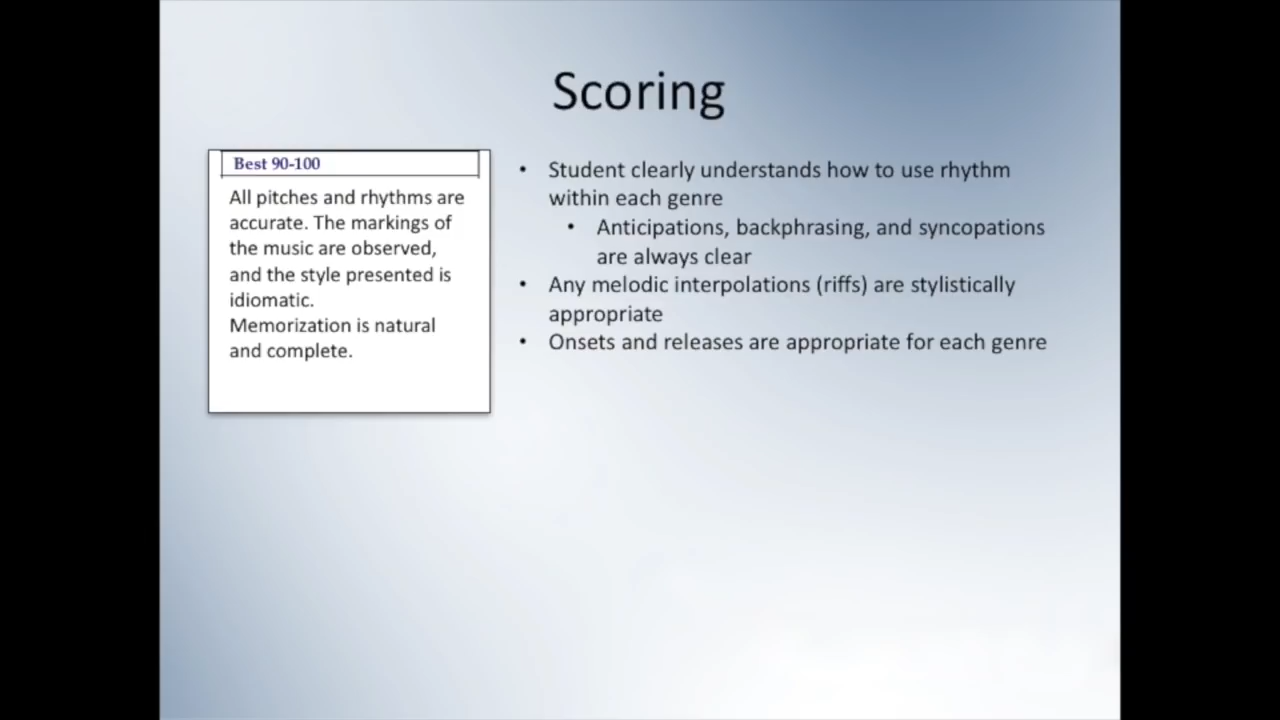 Scoring
Best 90-100
All pitches and rhythms are
accurate. The markings of
the music are observed,
and the style presented is
idiomatic.
Memorization is natural
and complete.
• Student clearly understands how to use rhythm
within each genre
• Anticipations, backphrasing, and syncopations
are always clear
• Any melodic interpolations (riffs) are stylistically
appropriate
• Onsets and releases are appropriate for each genre